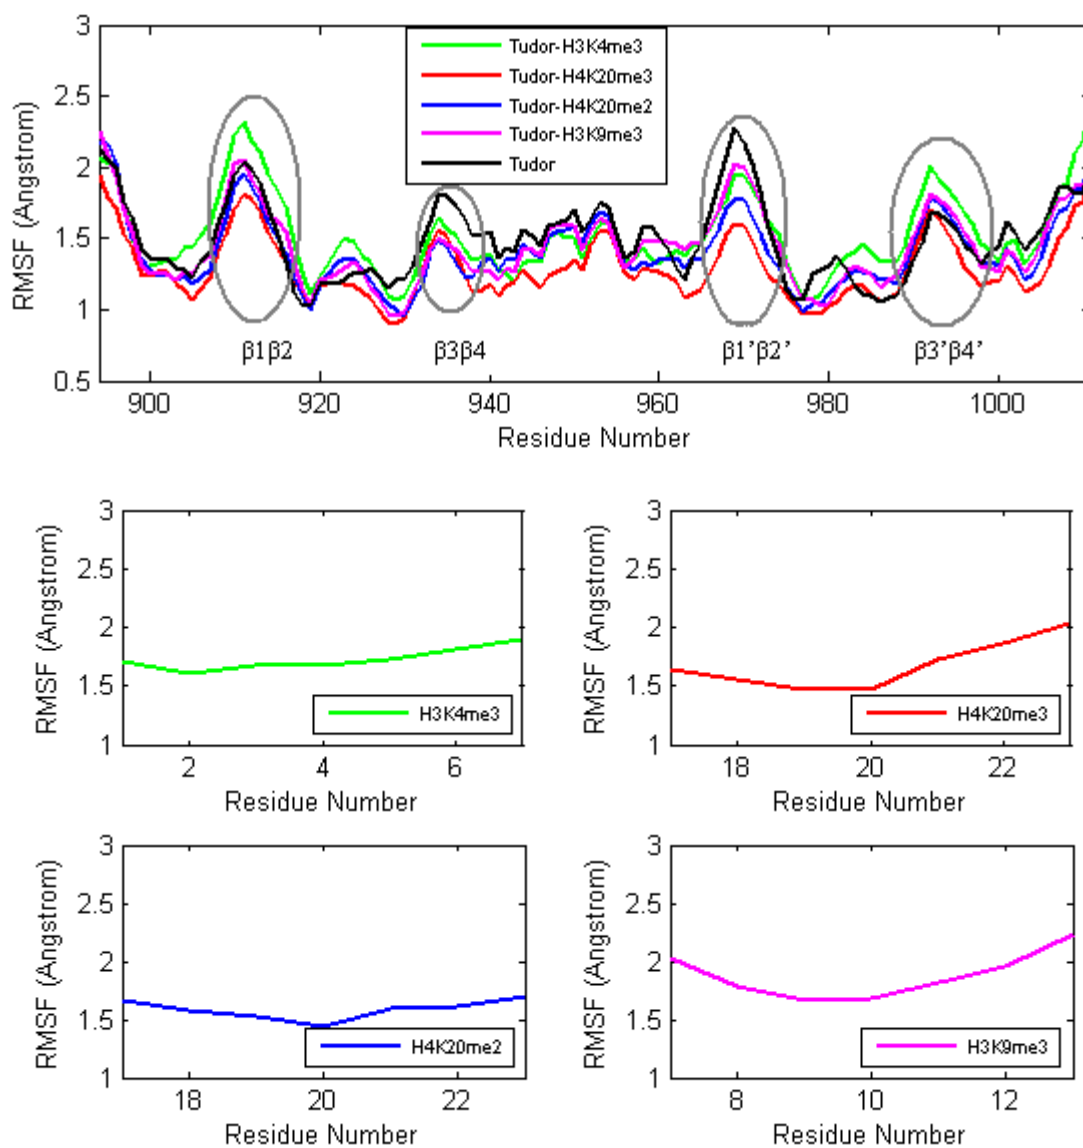 3
2.5
2
1.5
1
0.5
RMSF (Angstrom)
Tudor-H3K4me3
Tudor-H4K20me3
Tudor-H4K20me2
Tudor-H3K9me3
Tudor
β1β2
β3β4
β1’β2’
β3’β4’
900 920 940 960 980 1000
Residue Number
3
2.5
2
1.5
1
RMSF (Angstrom)
H3K4me3
2 4 6
Residue Number
3
2.5
2
1.5
1
RMSF (Angstrom)
H4K20me3
18 20 22
Residue Number
3
2.5
2
1.5
1
RMSF (Angstrom)
H4K20me2
18 20 22
Residue Number
3
2.5
2
1.5
1
RMSF (Angstrom)
H3K9me3
8 10 12
Residue Number